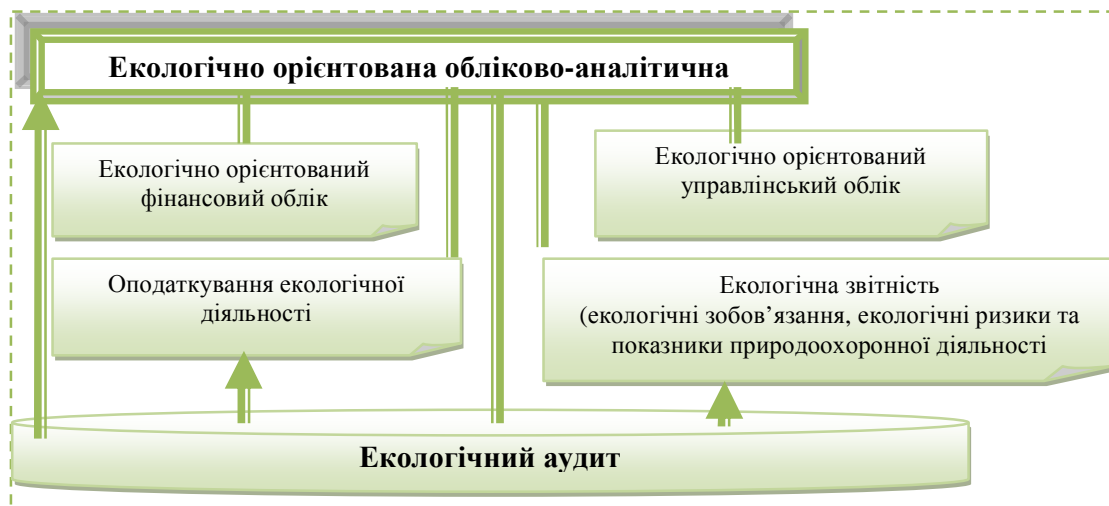 Екологічно орієнтована обліково-аналітична
Екологічно орієнтований
фінансовий облік
Екологічно орієнтований
управлінський облік
Оподаткування екологічної
діяльності
Екологічна звітність
(екологічні зобов’язання, екологічні ризики та
показники природоохоронної діяльності
Екологічний аудит